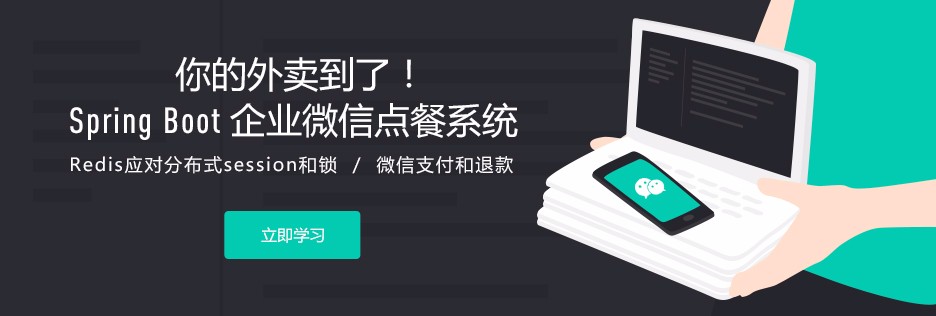 你的外卖到了！
Spring Boot 企业微信点餐系统
Redis应对分布式session和锁 / 微信支付和退款
立即学习